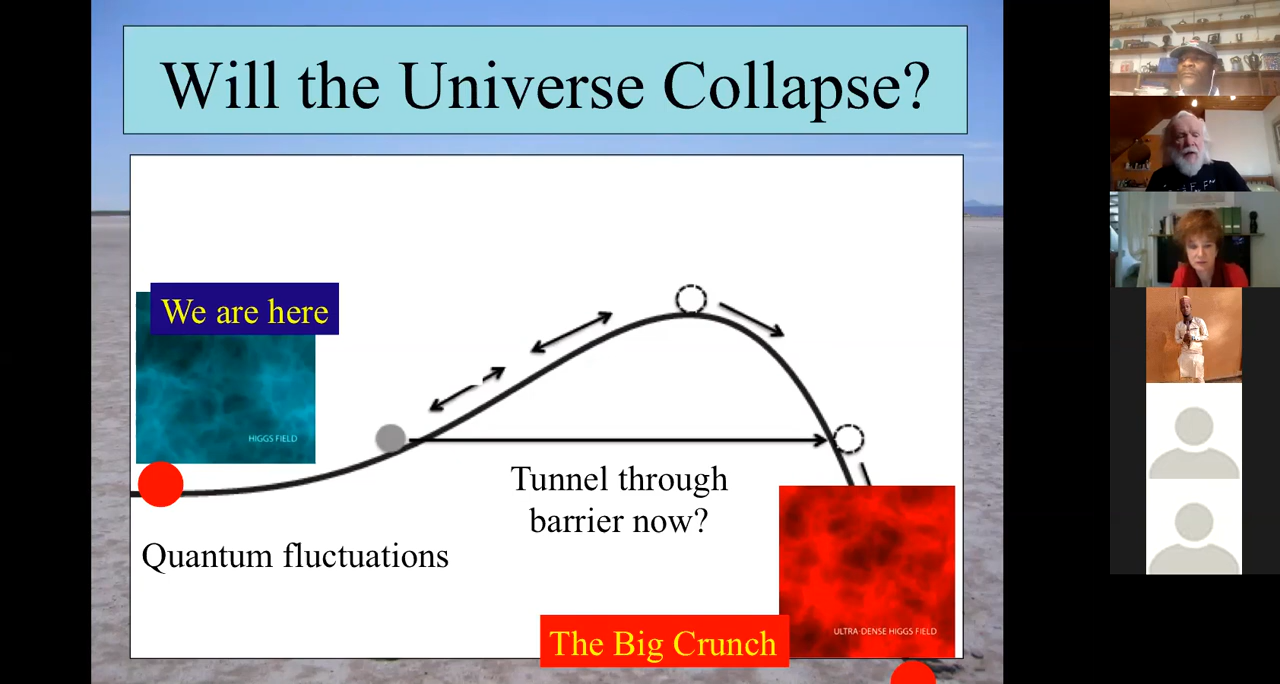 Will the Universe Collapse?
We are here
HIGGS FIELD
Tunnel through
barrier now?
Quantum fluctuations
ULTRA-DENSE HIGGS FIELD
The Big Crunch